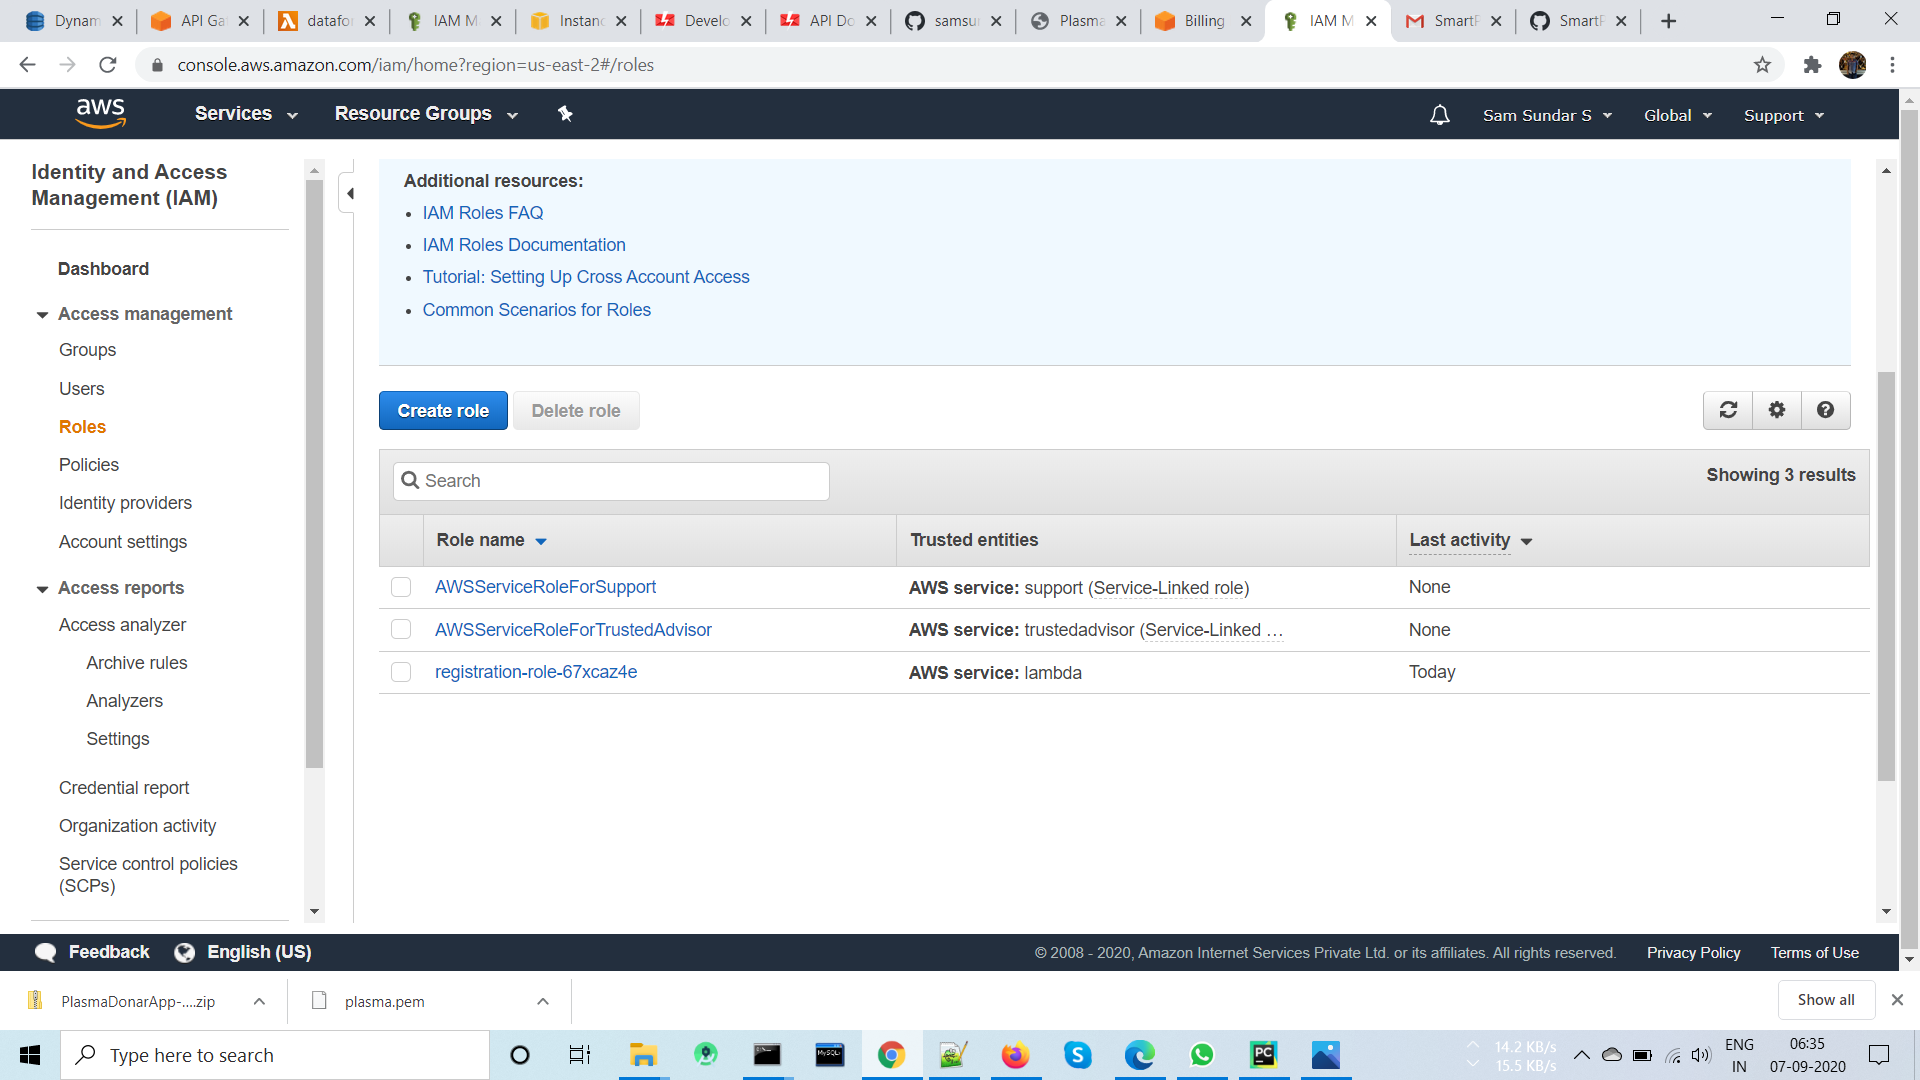 Dynam
API Ga
datafor
IAM M
Instanc
Develo
API Do
samsu
Plasma
Billing
IAM M
SmartP
SmartP
console.aws.amazon.com/iam/home?region=us-east-2#/roles
aws
Services
Resource Groups
Sam Sundar S
Global
Support
Identity and Access
Management (IAM)
Dashboard
Access management
Groups
Users
Roles
Policies
Identity providers
Account settings
Access reports
Access analyzer
Archive rules
Analyzers
Settings
Credential report
Organization activity
Service control policies
(SCPs)
Additional resources:
• IAM Roles FAQ
• IAM Roles Documentation
• Tutorial: Setting Up Cross Account Access
• Common Scenarios for Roles
Create role
Delete role
Search
Showing 3 results
Role name
Trusted entities
Last activity
AWSServiceRoleForSupport
AWS service: support (Service-Linked role)
None
AWSServiceRoleForTrustedAdvisor
AWS service: trustedadvisor (Service-Linked …
None
registration-role-67xcaz4e
AWS service: lambda
Today
Feedback
English (US)
© 2008 - 2020, Amazon Internet Services Private Ltd. or its affiliates. All rights reserved.
Privacy Policy
Terms of Use
PlasmaDonarApp-....zip
plasma.pem
Show all
Type here to search
MySQL
PC
14.2 KB/s
15.5 KB/s
ENG
IN
06:35
07-09-2020